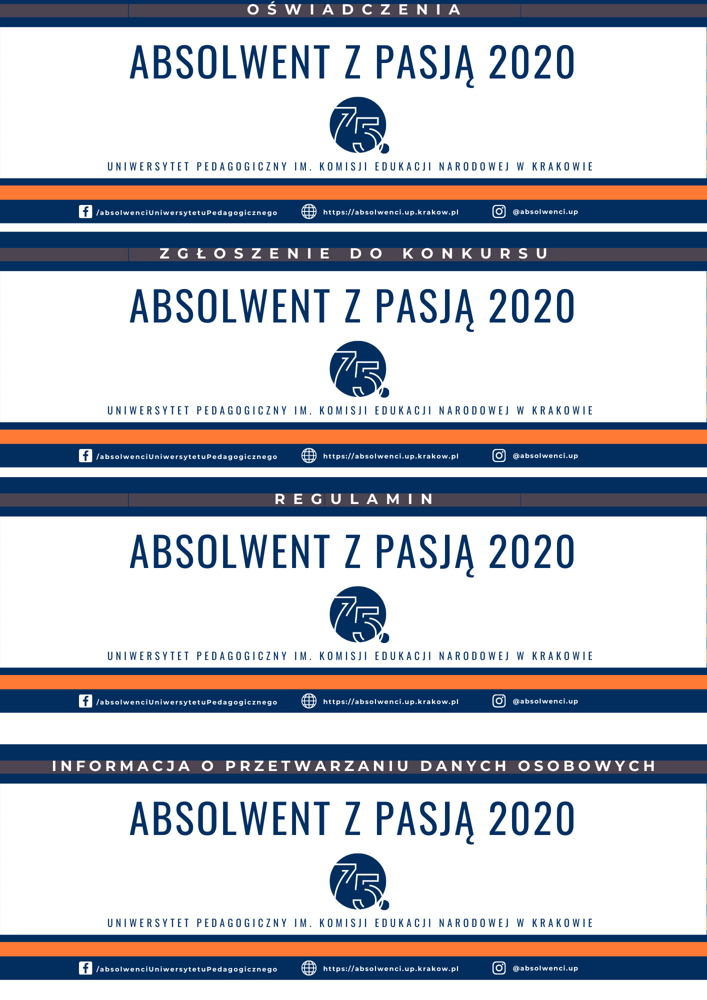 OŚWIADCZENIA
ABSOLWENT Z PASJĄ 2020
75.
UNIWERSYTET PEDAGOGICZNY IM. KOMISJI EDUKACJI NARODOWEJ W KRAKOWIE
/absolwenciUniwersytetuPedagogicznego https://absolwenci.up.krakow.pl @absolwenci.up
ZGŁOSZENIE DO KONKURSU
ABSOLWENT Z PASJĄ 2020
75.
UNIWERSYTET PEDAGOGICZNY IM. KOMISJI EDUKACJI NARODOWEJ W KRAKOWIE
/absolwenciUniwersytetuPedagogicznego https://absolwenci.up.krakow.pl @absolwenci.up
REGULAMIN
ABSOLWENT Z PASJĄ 2020
75.
UNIWERSYTET PEDAGOGICZNY IM. KOMISJI EDUKACJI NARODOWEJ W KRAKOWIE
/absolwenciUniwersytetuPedagogicznego https://absolwenci.up.krakow.pl @absolwenci.up
INFORMACJA O PRZETWARZANIU DANYCH OSOBOWYCH
ABSOLWENT Z PASJĄ 2020
75.
UNIWERSYTET PEDAGOGICZNY IM. KOMISJI EDUKACJI NARODOWEJ W KRAKOWIE
/absolwenciUniwersytetuPedagogicznego https://absolwenci.up.krakow.pl @absolwenci.up